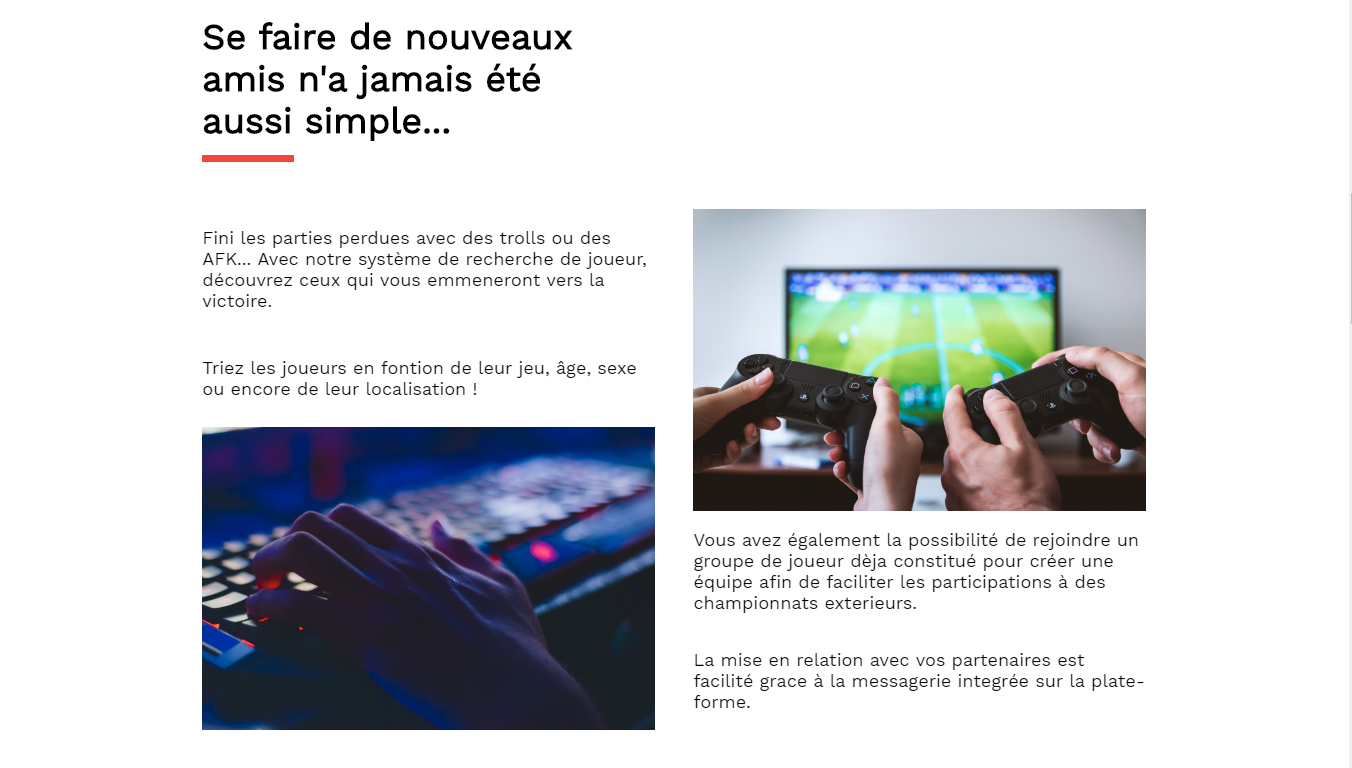 Se faire de nouveaux
amis n'a jamais été
aussi simple...
Fini les parties perdues avec des trolls ou des
AFK... Avec notre système de recherche de joueur,
découvrez ceux qui vous emmeneront vers la
victoire.
Triez les joueurs en fontion de leur jeu, âge, sexe
ou encore de leur localisation !
Vous avez également la possibilité de rejoindre un
groupe de joueur dèja constitué pour créer une
équipe afin de faciliter les participations à des
championnats exterieurs.
La mise en relation avec vos partenaires est
facilité grace à la messagerie integrée sur la plate-
forme.